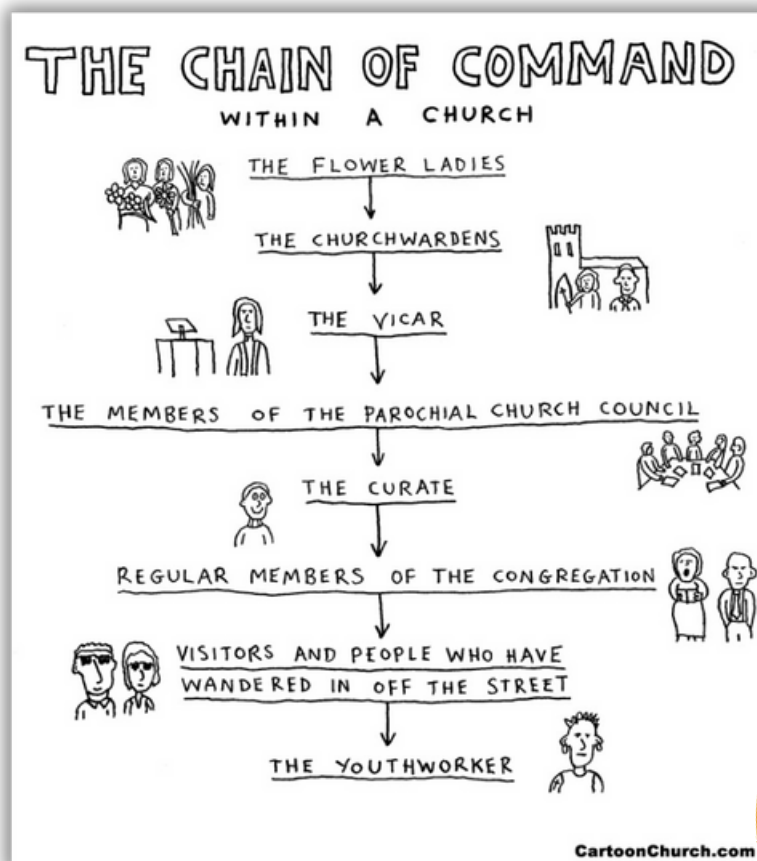 THE CHAIN OF COMMAND
WITHIN A CHURCH
THE FLOWER LADIES
THE CHURCHWARDENS
THE VICAR
THE MEMBERS OF THE PAROCHIAL CHURCH COUNCIL
THE CURATE
REGULAR MEMBERS OF THE CONGREGATION
VISITORS AND PEOPLE WHO HAVE
WANDERED IN OFF THE STREET
THE YOUTHWORKER
CartoonChurch.com